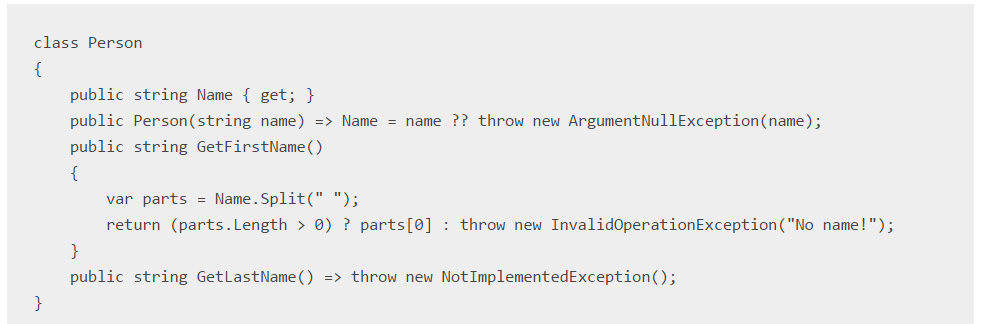 class Person
{
    public string Name { get; }
    public Person(string name) => Name = name ?? throw new ArgumentNullException(name);
    public string GetFirstName()
    {
        var parts = Name.Split(" ");
        return (parts.Length > 0) ? parts[0] : throw new InvalidOperationException("No name!");
    }
    public string GetLastName() => throw new NotImplementedException();
}